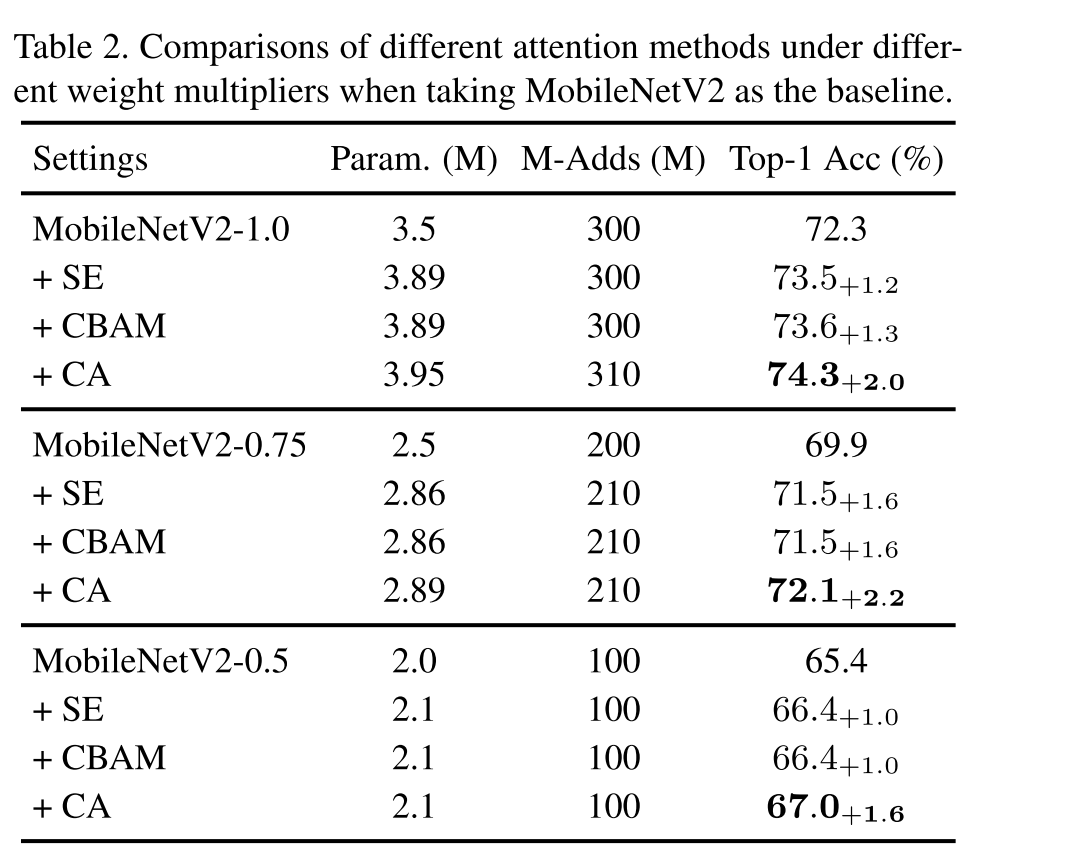 Table 2. Comparisons of different attention methods under differ-
ent weight multipliers when taking MobileNetV2 as the baseline.
Settings Param. (M) M-Adds (M) Top-1 Acc (%)
MobileNetV2-1.0 3.5 300 72.3
+ SE 3.89 300 73.5+1.2
+ CBAM 3.89 300 73.6+1.3
+ CA 3.95 310 74.3+2.0
MobileNetV2-0.75 2.5 200 69.9
+ SE 2.86 210 71.5+1.6
+ CBAM 2.86 210 71.5+1.6
+ CA 2.89 210 72.1+2.2
MobileNetV2-0.5 2.0 100 65.4
+ SE 2.1 100 66.4+1.0
+ CBAM 2.1 100 66.4+1.0
+ CA 2.1 100 67.0+1.6